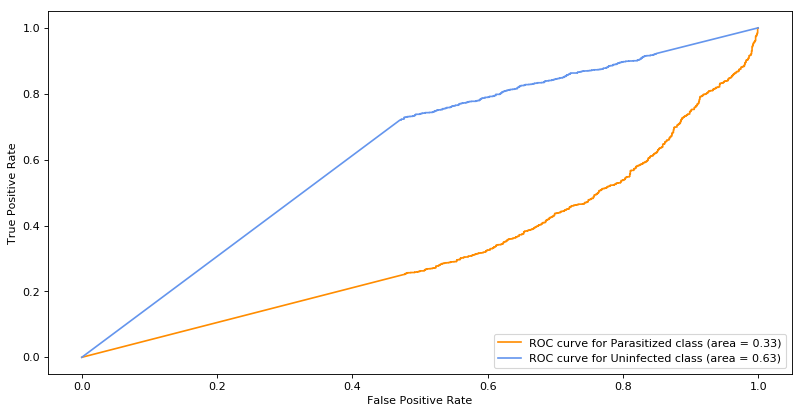 1.0
0.8
0.6
0.4
0.2
0.0
True Positive Rate
ROC curve for Parasitized class (area = 0.33)
ROC curve for Uninfected class (area = 0.63)
0.0 0.2 0.4 0.6 0.8 1.0
False Positive Rate